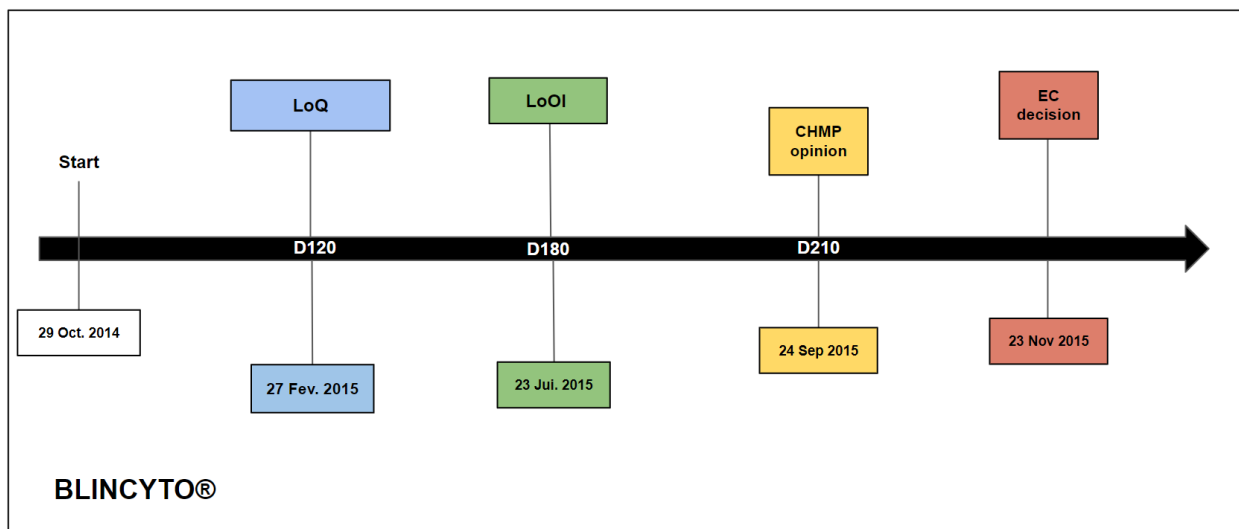 LoQ
LoOI
EC
decision
CHMP
opinion
Start
D120
D180
D210
29 Oct. 2014
27 Fev. 2015
23 Jui. 2015
24 Sep 2015
23 Nov 2015
BLINCYTO®